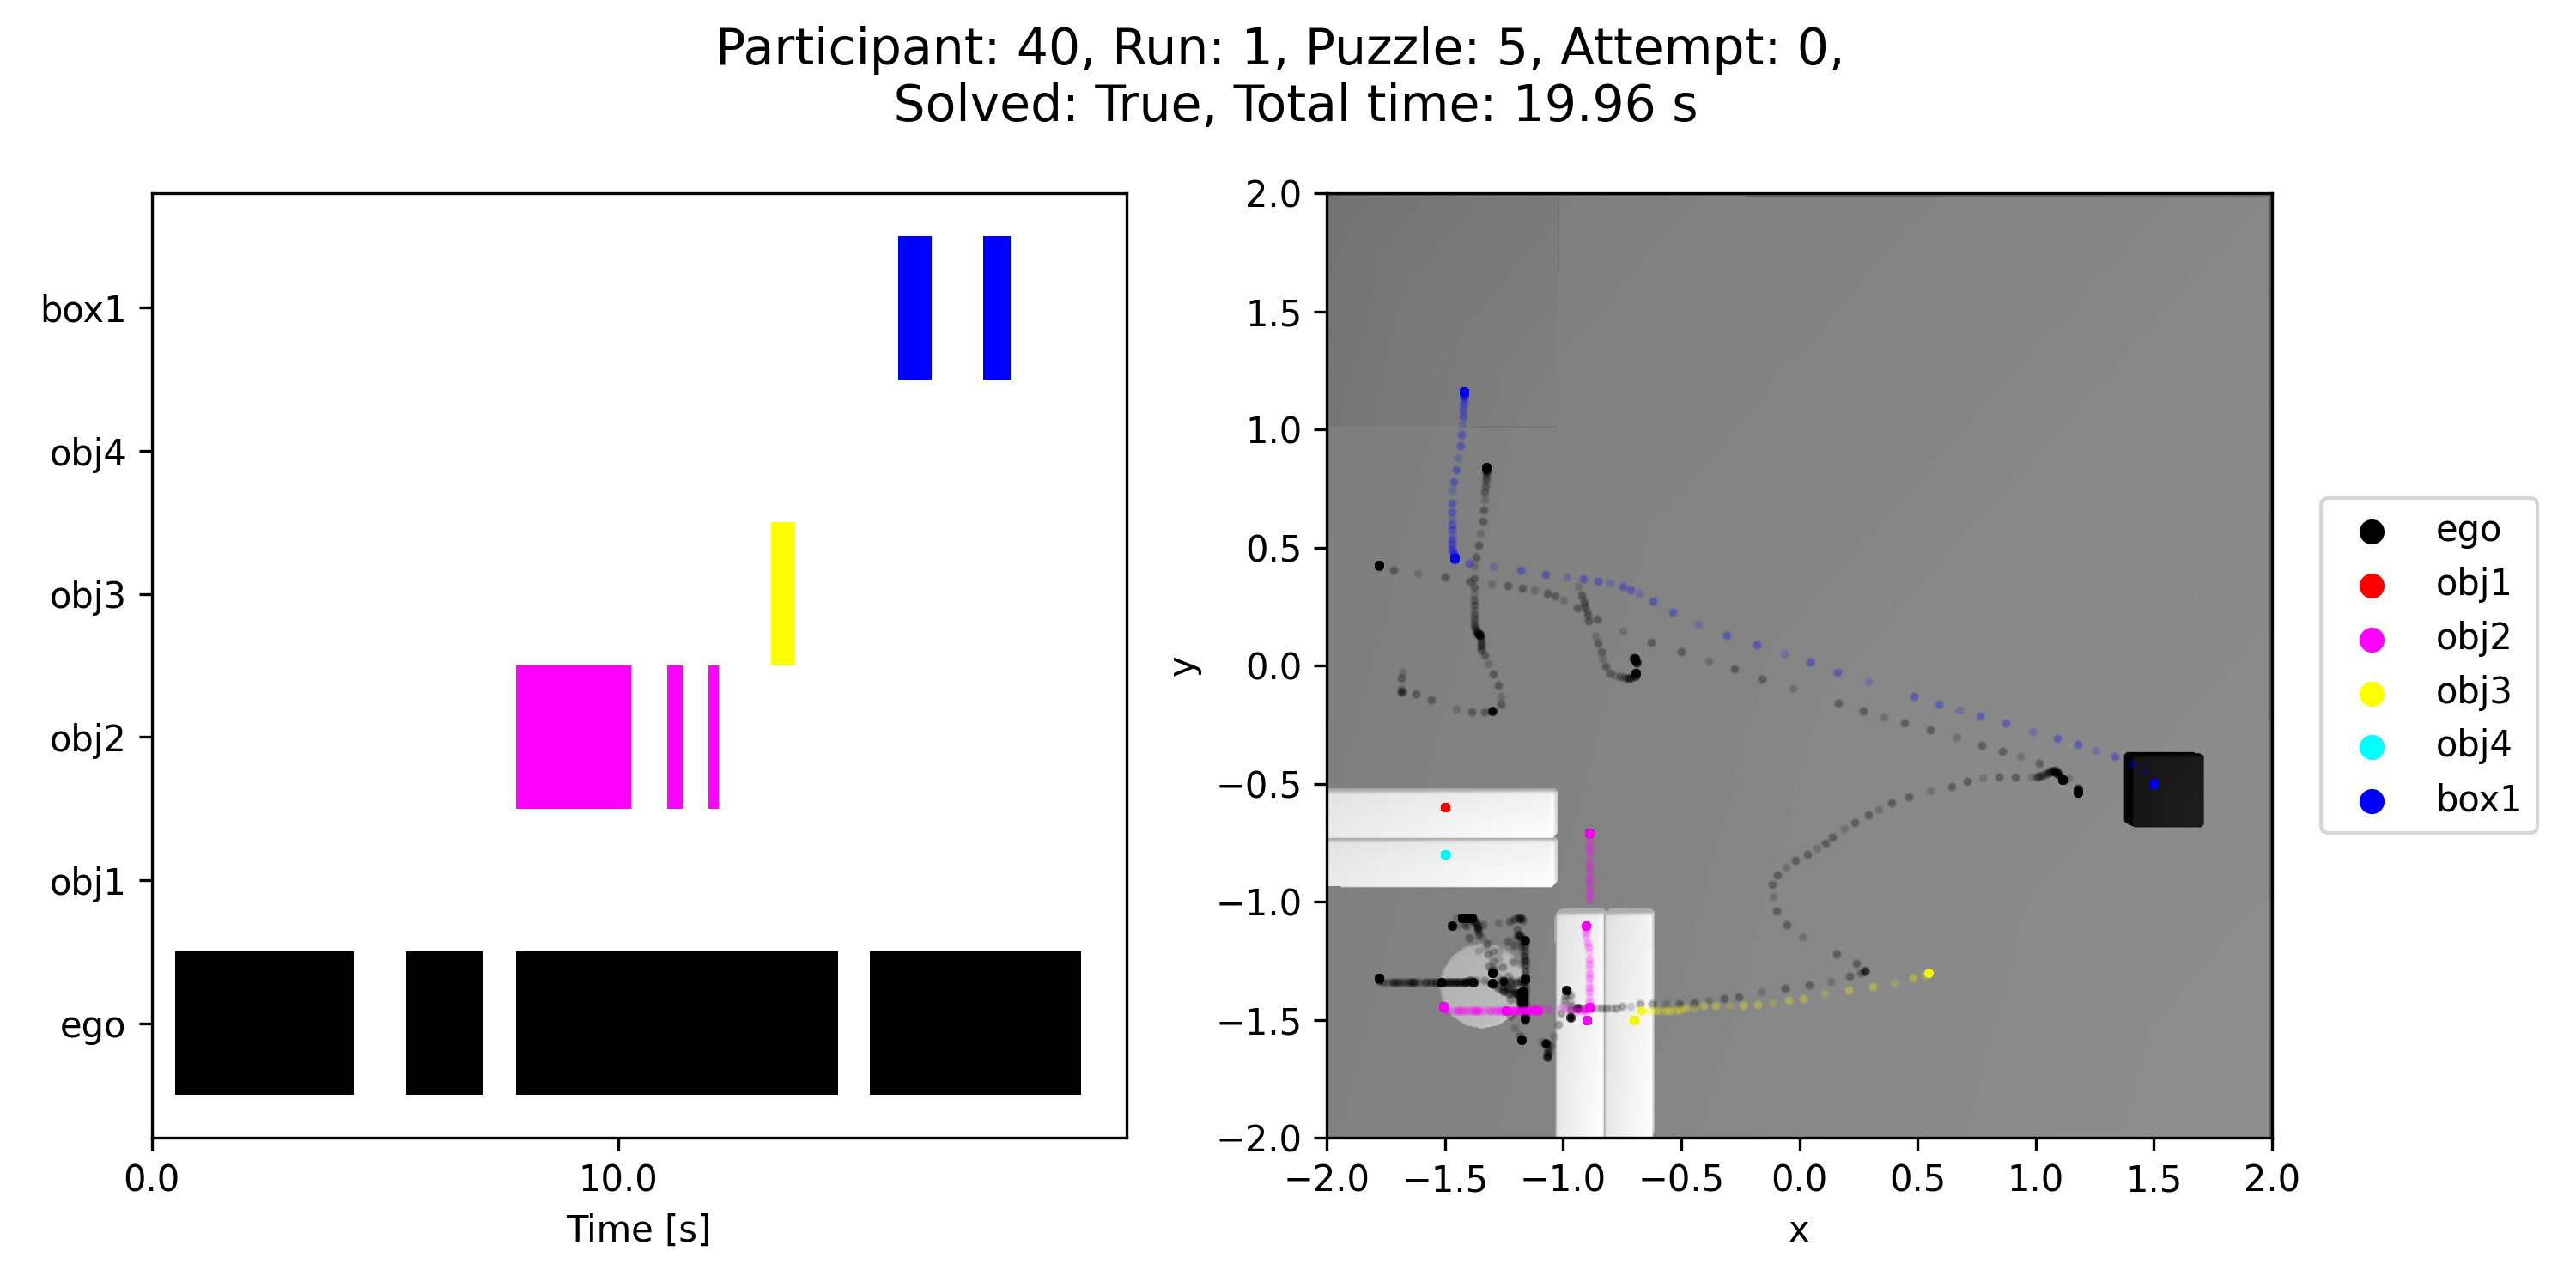 Participant: 40, Run: 1, Puzzle: 5, Attempt: 0,
Solved: True, Total time: 19.96 s
box1
obj4
obj3
obj2
obj1
ego
0.0
10.0
Time [s]
2.0
1.5
1.0
0.5
0.0
−0.5
−1.0
−1.5
−2.0
y
−2.0
−1.5
−1.0
−0.5
0.0
0.5
1.0
1.5
2.0
x
ego
obj1
obj2
obj3
obj4
box1